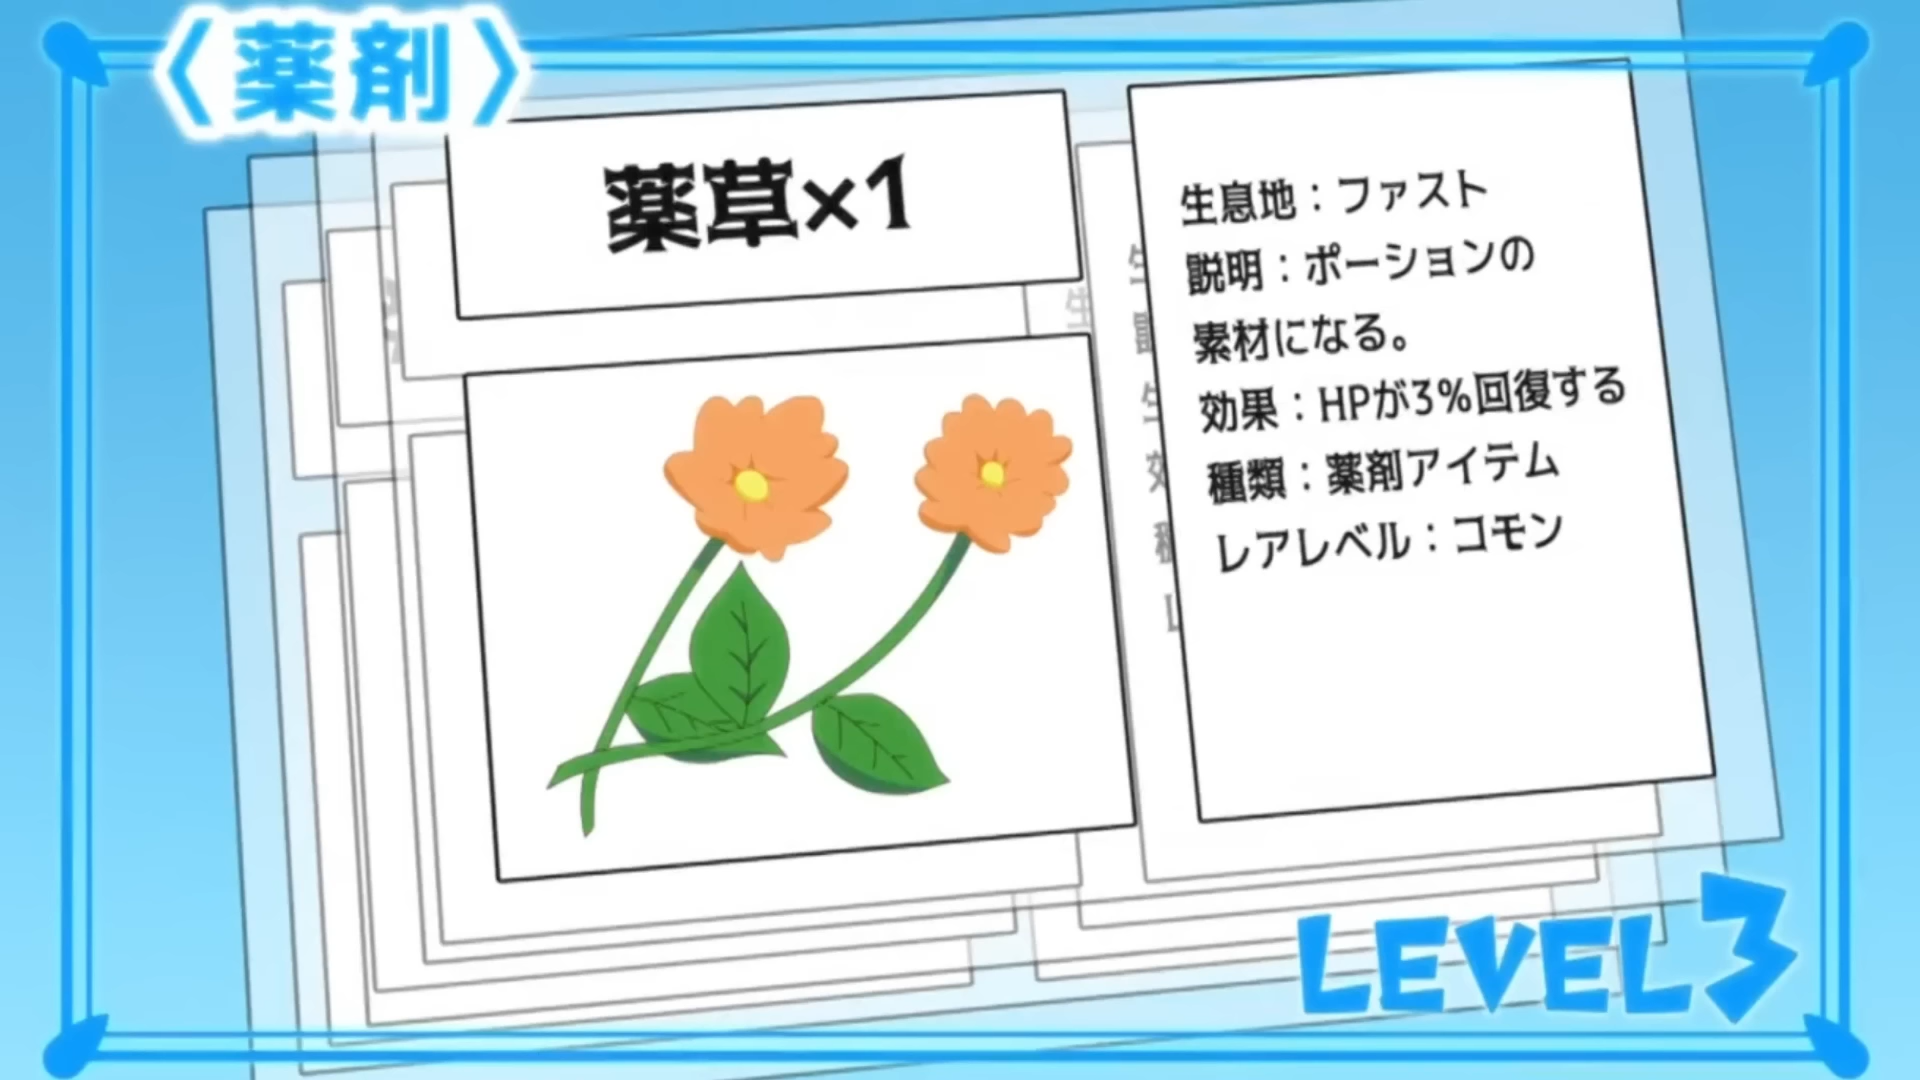 〈薬剤〉
薬草×1
生息地：ファスト
説明：ポーションの
素材になる。
効果：HPが3%回復する
種類：薬剤アイテム
レアレベル：コモン
LEVEL3